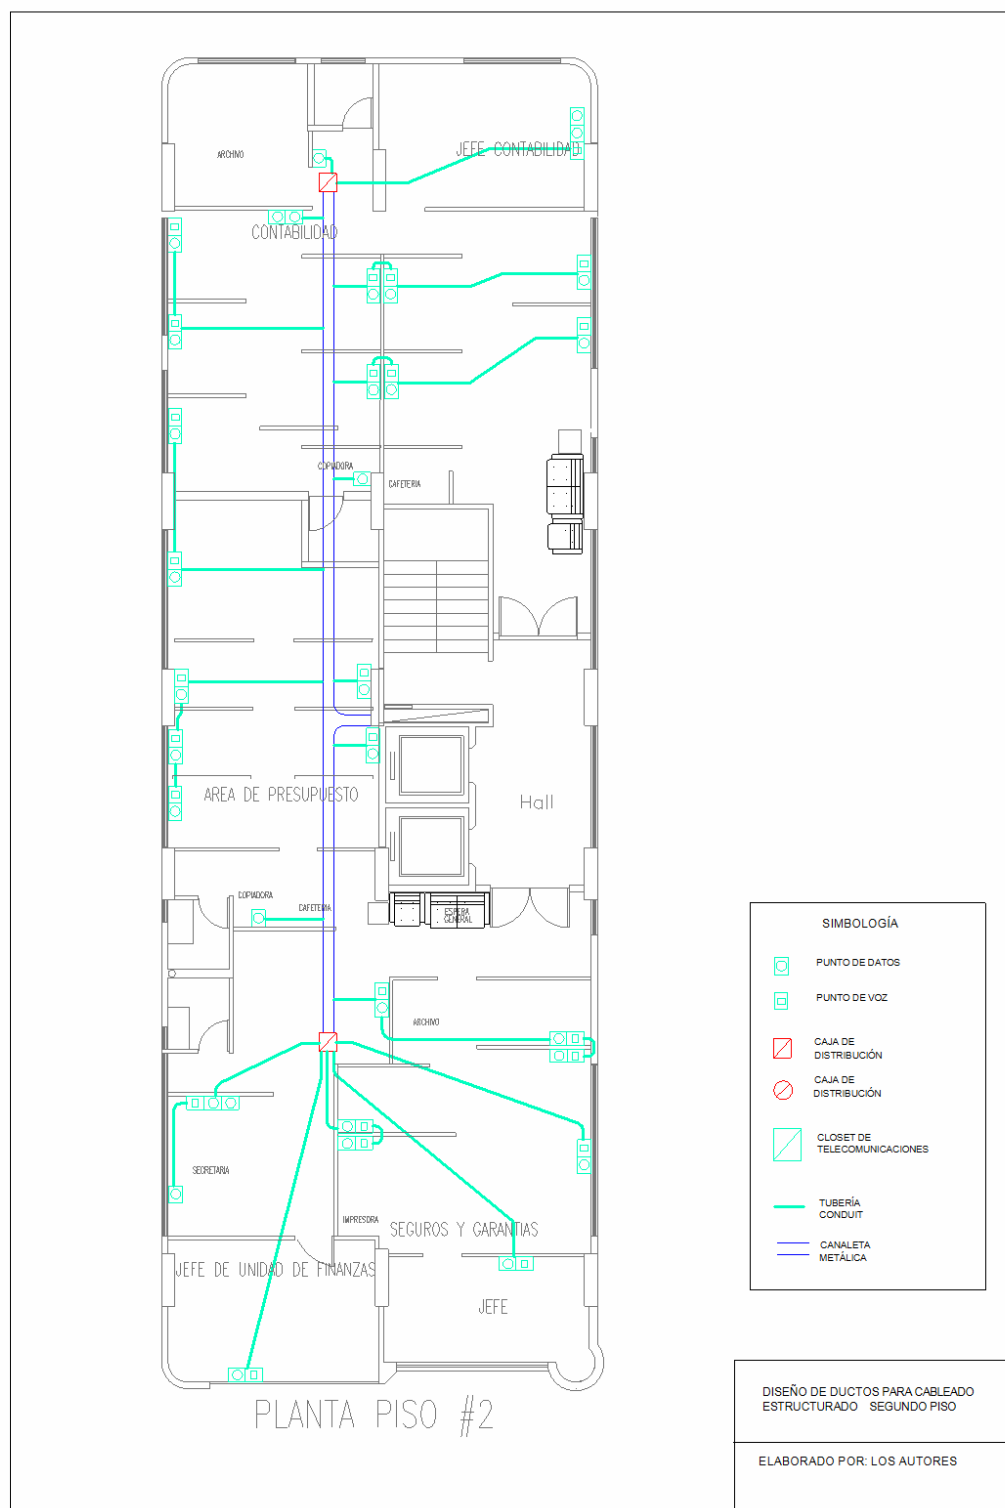 ARCHIVO
JEFE CONTABILIDAD
CONTABILIDAD
COPIADORA
CAFETERIA
AREA DE PRESUPUESTO
Hall
COPIADORA
CAFETERIA
ESPERA
GENERAL
ARCHIVO
SECRETARIA
IMPRESORA
SEGUROS Y GARANTIAS
JEFE DE UNIDAD DE FINANZAS
JEFE
PLANTA PISO #2
SIMBOLOGÍA
PUNTO DE DATOS
PUNTO DE VOZ
CAJA DE
DISTRIBUCIÓN
CAJA DE
DISTRIBUCIÓN
CLOSET DE
TELECOMUNICACIONES
TUBERÍA
CONDUIT
CANALETA
METÁLICA
DISEÑO DE DUCTOS PARA CABLEADO
ESTRUCTURADO SEGUNDO PISO
ELABORADO POR: LOS AUTORES